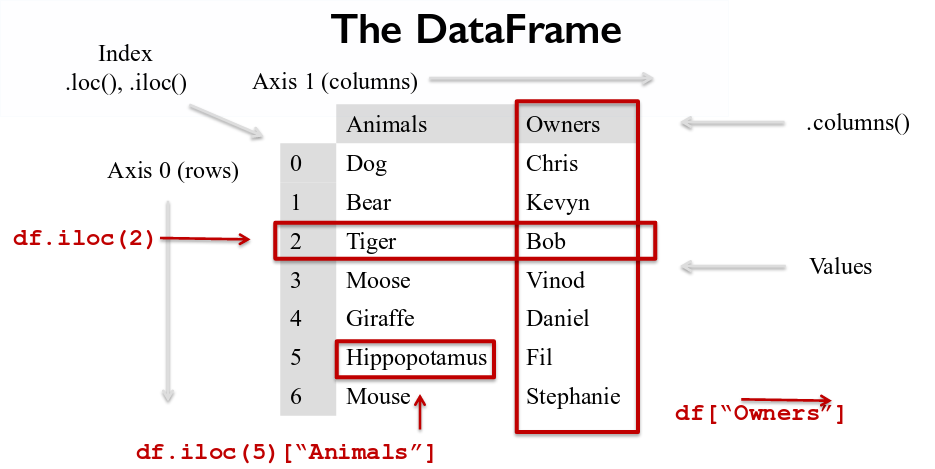 The DataFrame
Index
.loc(), .iloc()
Axis 1 (columns)
Animals Owners
.columns()
0 Dog Chris
Axis 0 (rows)
1 Bear Kevyn
df.iloc(2)
2 Tiger Bob
3 Moose Vinod
Values
4 Giraffe Daniel
5 Hippopotamus Fil
6 Mouse Stephanie
df[“Owners”]
df.iloc(5)[“Animals”]